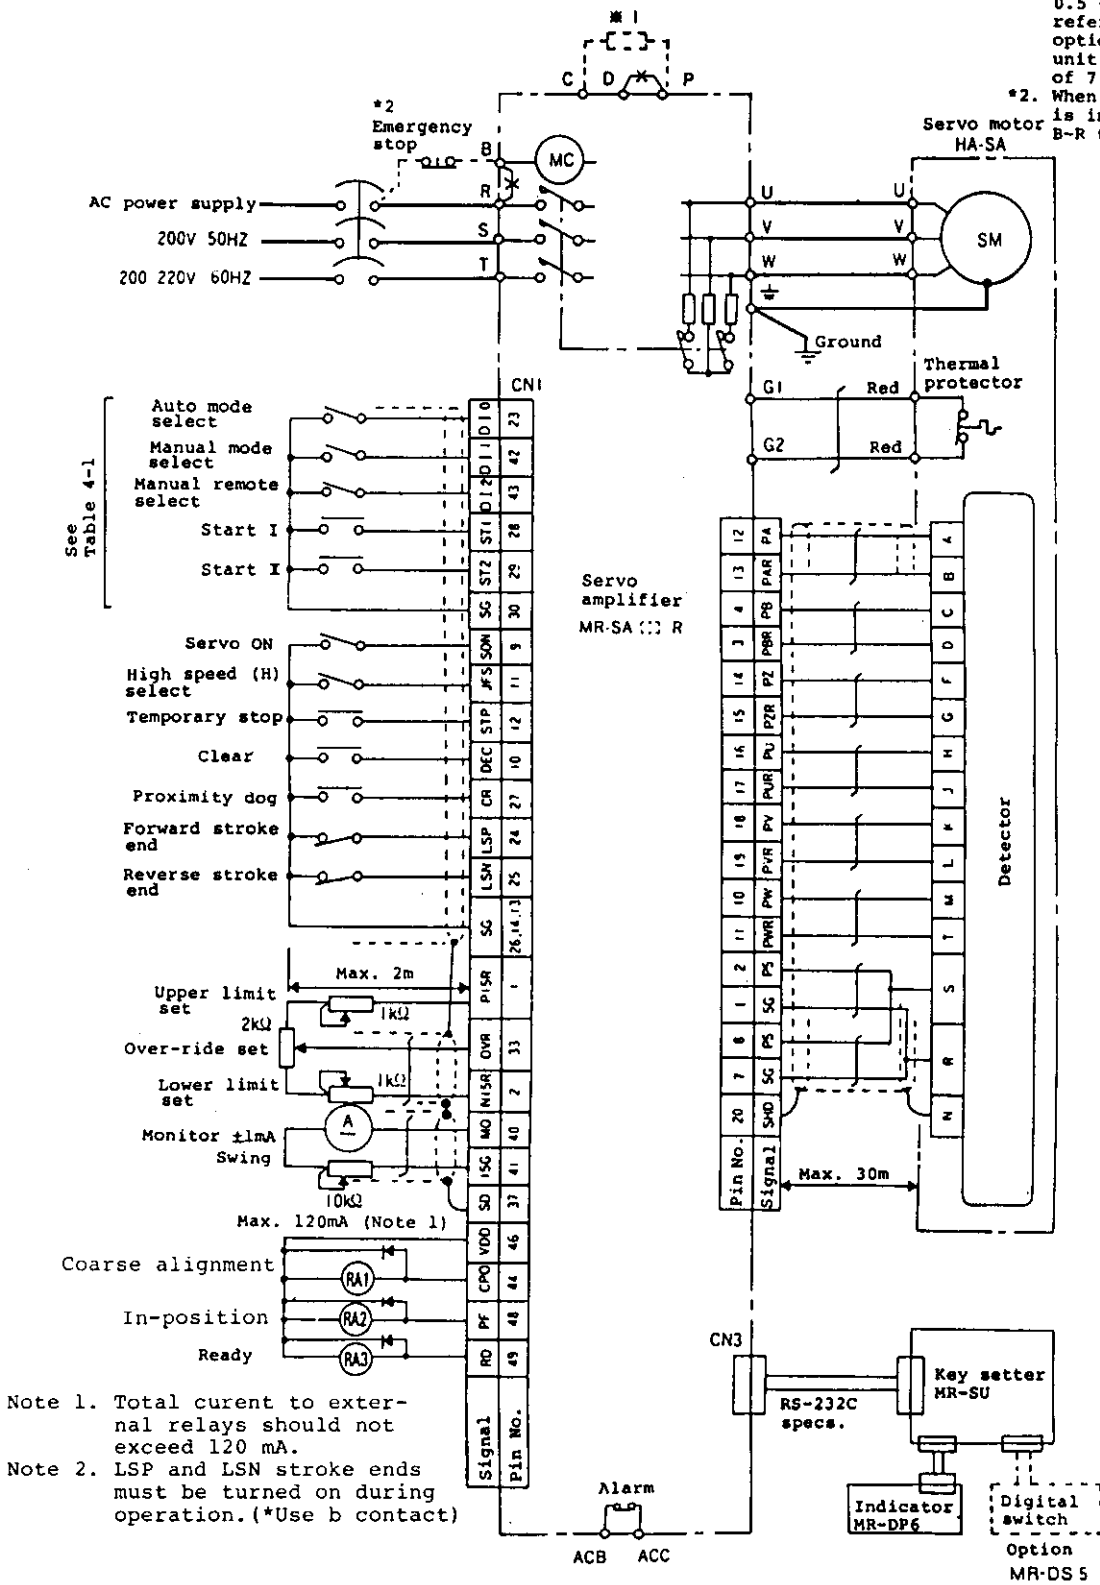 0.5
refe
optio
unit
of 7
*2. When
is in
B~R
※1
C D P
*2
Emergency
stop
B
MC
Servo motor
HA-SA
AC power supply
R
U U
200V 50HZ
S
V V
SM
200 220V 60HZ
T
W W
Ground
CN1
Thermal
protector
G1 Red
G2 Red
See
Table 4-1
Auto mode
select
DI0 23
Manual mode
select
DI1 42
Manual remote
select
DI2 43
Start I
ST1 28
Start II
ST2 29
SG 30
Servo ON
SON 9
High speed (H)
select
JFS 11
Temporary stop
STP 12
Clear
DEC 10
Proximity dog
CR 27
Forward stroke
end
LSP 24
Reverse stroke
end
LSN 25
SG 26,14,13
Max. 2m
P15R 1
Upper limit
set
1kΩ
2kΩ
Over-ride set
OVR 33
Lower limit
set
1kΩ
N15R 2
A
Monitor ±1mA
Swing
MO 40
ISG 41
10kΩ
SD 37
Max. 120mA (Note 1)
VDD 46
Coarse alignment
RA1
CPO 44
In-position
RA2
PF 48
Ready
RA3
RD 49
Signal Pin No.
Servo
amplifier
MR-SA R
12 PA A
13 PAR B
4 PB C
3 PBR D
14 PZ F
15 PZR G
16 PU H
17 PUR J
18 PV K
19 PVR L
10 PW M
11 PWR T
2 P5
S
1 SG
8 P5
R
7 SG
20 SHD N
Pin No. Signal
Max. 30m
Detector
CN3
RS-232C
specs.
Key setter
MR-SU
Indicator
MR-DP6
Digital
switch
Option
MR-DS 5
Alarm
ACB ACC
Note 1. Total curent to exter-
nal relays should not
exceed 120 mA.
Note 2. LSP and LSN stroke ends
must be turned on during
operation.(*Use b contact)